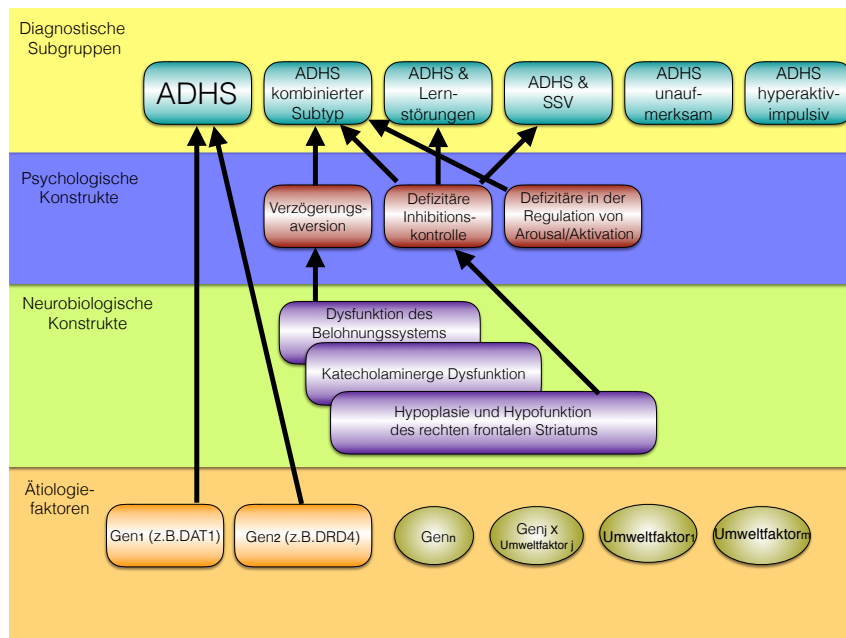 Diagnostische
Subgruppen
ADHS
ADHS
kombinierter
Subtyp
ADHS &
Lern-
störungen
ADHS &
SSV
ADHS
unauf-
merksam
ADHS
hyperaktiv-
impulsiv
Psychologische
Konstrukte
Verzögerungs-
aversion
Defizitäre
Inhibitions-
kontrolle
Defizitäre in der
Regulation von
Arousal/Aktivation
Neurobiologische
Konstrukte
Dysfunktion des
Belohnungssystems
Katecholaminerge Dysfunktion
Hypoplasie und Hypofunktion
des rechten frontalen Striatums
Ätiologie-
faktoren
Gen1 (z.B.DAT1)
Gen2 (z.B.DRD4)
Genn
Genj x
Umweltfaktor j
Umweltfaktor1
Umweltfaktorm